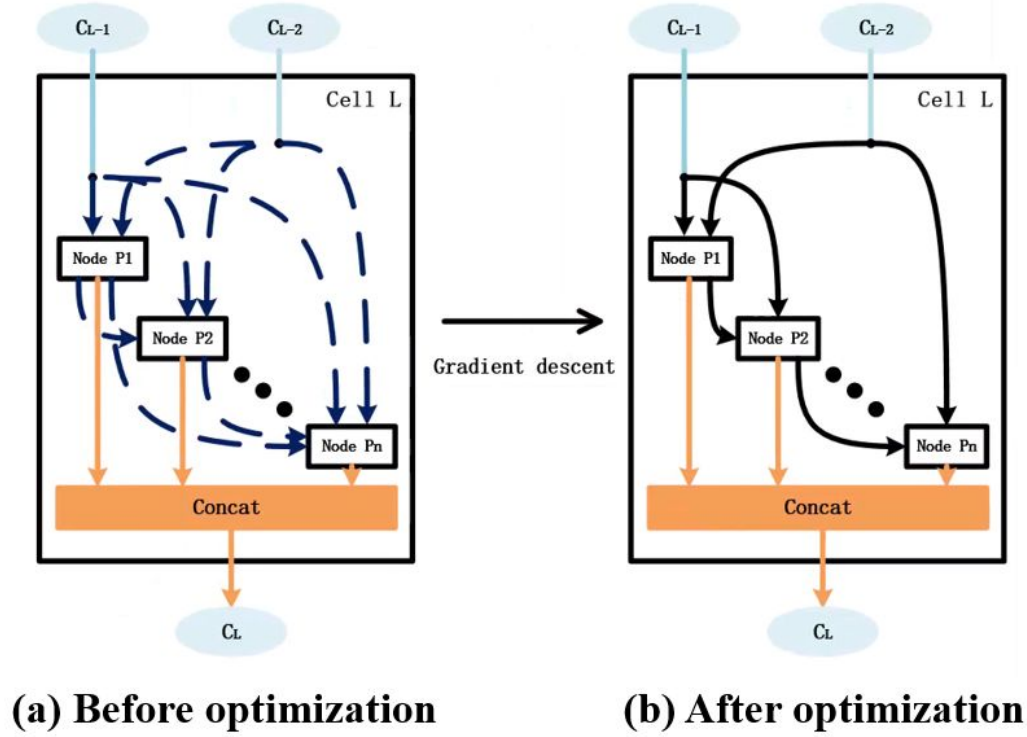 CL-1
CL-2
Cell L
Node P1
Node P2
Node Pn
Concat
CL
(a) Before optimization
Gradient descent
CL-1
CL-2
Cell L
Node P1
Node P2
Node Pn
Concat
CL
(b) After optimization